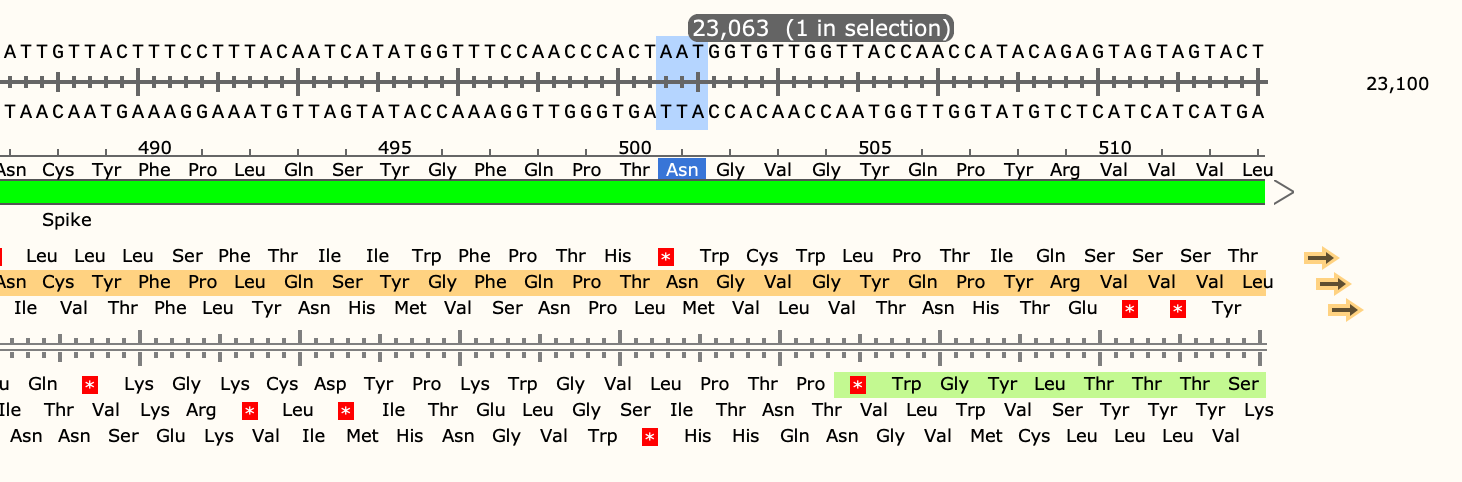 23,063 (1 in selection)
ATTGTTACTTTCCTTTACAATCATATGGTTTCCAACCCACTAATGGTGTTGGTTACCAACCATACAGAGTAGTAGTACT
23,100
TAACAATGAAAGGAAATGTTAGTATACCAAAGGTTGGGTGATTACCACAACCAATGGTTGGTATGTCTCATCATCATGA
490 495 500 505 510
Asn Cys Tyr Phe Pro Leu Gln Ser Tyr Gly Phe Gln Pro Thr Asn Gly Val Gly Tyr Gln Pro Tyr Arg Val Val Val Leu
Spike
Leu Leu Leu Ser Phe Thr Ile Ile Trp Phe Pro Thr His * Trp Cys Trp Leu Pro Thr Ile Gln Ser Ser Ser Thr
Asn Cys Tyr Phe Pro Leu Gln Ser Tyr Gly Phe Gln Pro Thr Asn Gly Val Gly Tyr Gln Pro Tyr Arg Val Val Val Leu
Ile Val Thr Phe Leu Tyr Asn His Met Val Ser Asn Pro Leu Met Val Leu Val Thr Asn His Thr Glu * * Tyr
u Gln * Lys Gly Lys Cys Asp Tyr Pro Lys Trp Gly Val Leu Pro Thr Pro * Trp Gly Tyr Leu Thr Thr Thr Ser
Ile Thr Val Lys Arg * Leu * Ile Thr Glu Leu Gly Ser Ile Thr Asn Thr Val Leu Trp Val Ser Tyr Tyr Tyr Lys
Asn Asn Ser Glu Lys Val Ile Met His Asn Gly Val Trp * His His Gln Asn Gly Val Met Cys Leu Leu Leu Val